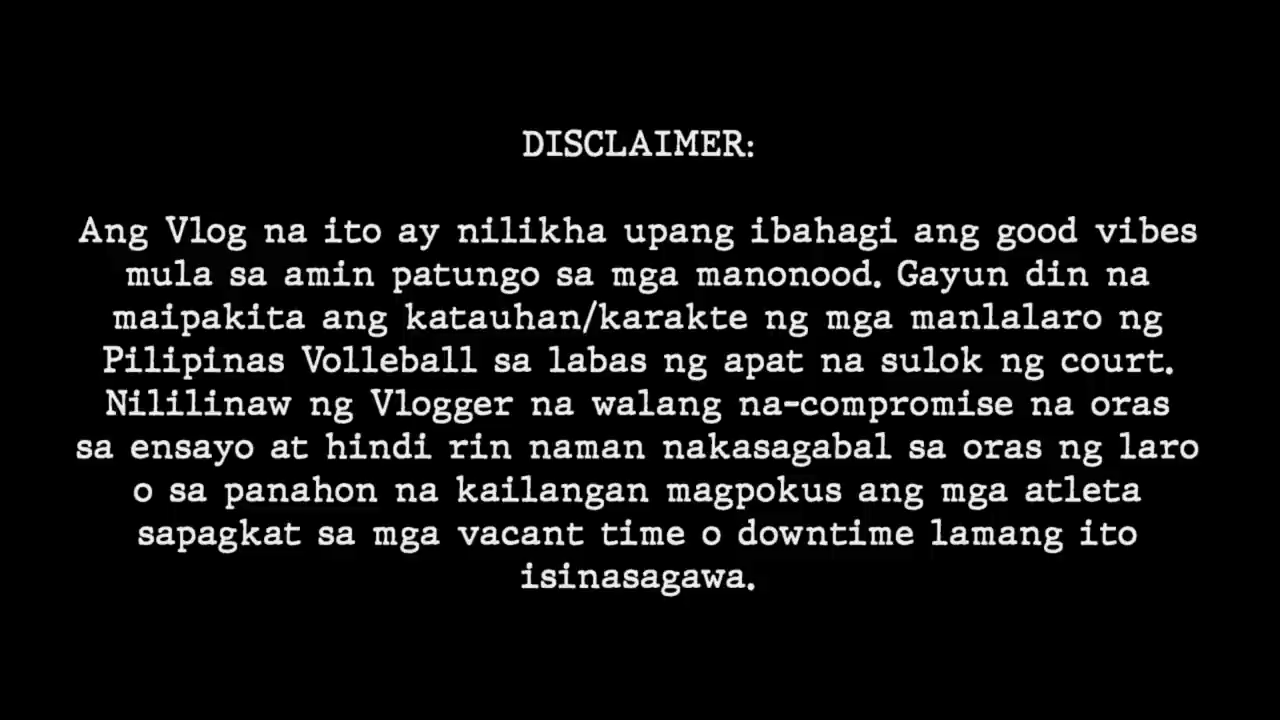 DISCLAIMER:
Ang Vlog na ito ay nilikha upang ibahagi ang good vibes
mula sa amin patungo sa mga manonood. Gayun din na
maipakita ang katauhan/karakte ng mga manlalaro ng
Pilipinas Volleball sa labas ng apat na sulok ng court.
Nililinaw ng Vlogger na walang na-compromise na oras
sa ensayo at hindi rin naman nakasagabal sa oras ng laro
o sa panahon na kailangan magpokus ang mga atleta
sapagkat sa mga vacant time o downtime lamang ito
isinasagawa.